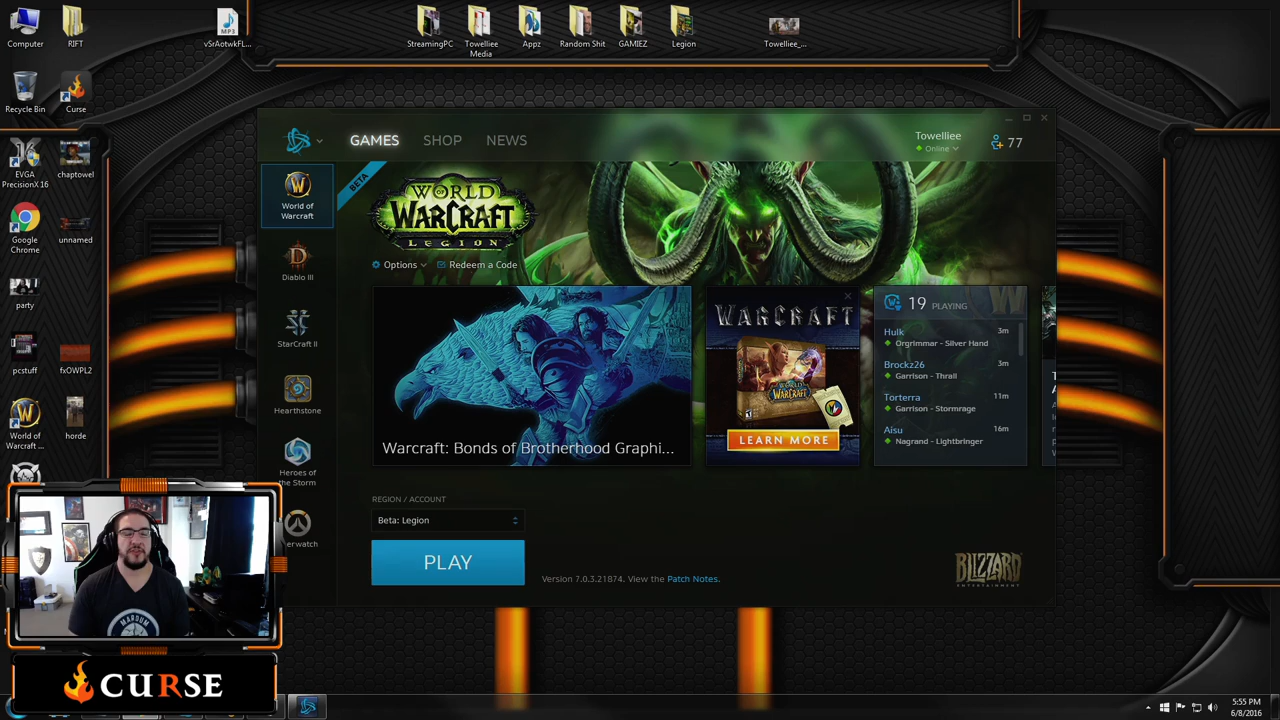 Computer
RIFT
vSrAotwkFL...
StreamingPC
Towelliee
Media
Appz
Random Shit
GAMIEZ
Legion
Towelliee_...
Recycle Bin
Curse
EVGA
PrecisionX 16
chaptowel
Google
Chrome
unnamed
party
pcstuff
fxOWPL2
World of
Warcraft ...
horde
GAMES
SHOP
NEWS
Towelliee
Online
77
World of
Warcraft
Diablo III
StarCraft II
Hearthstone
Heroes of
the Storm
erwatch
BETA
WORLD
OF
WARCRAFT
LEGION
Options
Redeem a Code
Warcraft: Bonds of Brotherhood Graphi...
WARCRAFT
LEARN MORE
19 PLAYING
Hulk 3m
Orgrimmar - Silver Hand
Brockz26 3m
Garrison - Thrall
Torterra 11m
Garrison - Stormrage
Aisu 16m
Nagrand - Lightbringer
REGION / ACCOUNT
Beta: Legion
PLAY
Version 7.0.3.21874. View the Patch Notes.
BLIZZARD
ENTERTAINMENT
MARDUM
CURSE
5:55 PM
6/8/2016